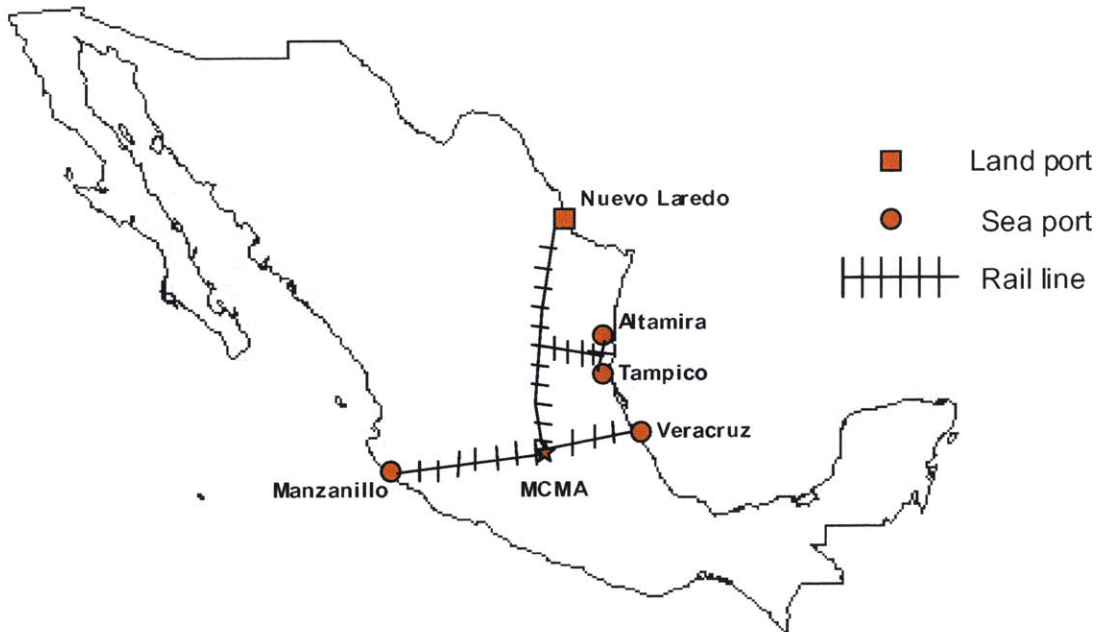 Nuevo Laredo
Land port
Sea port
Rail line
Altamira
Tampico
Veracruz
Manzanillo
MCMA